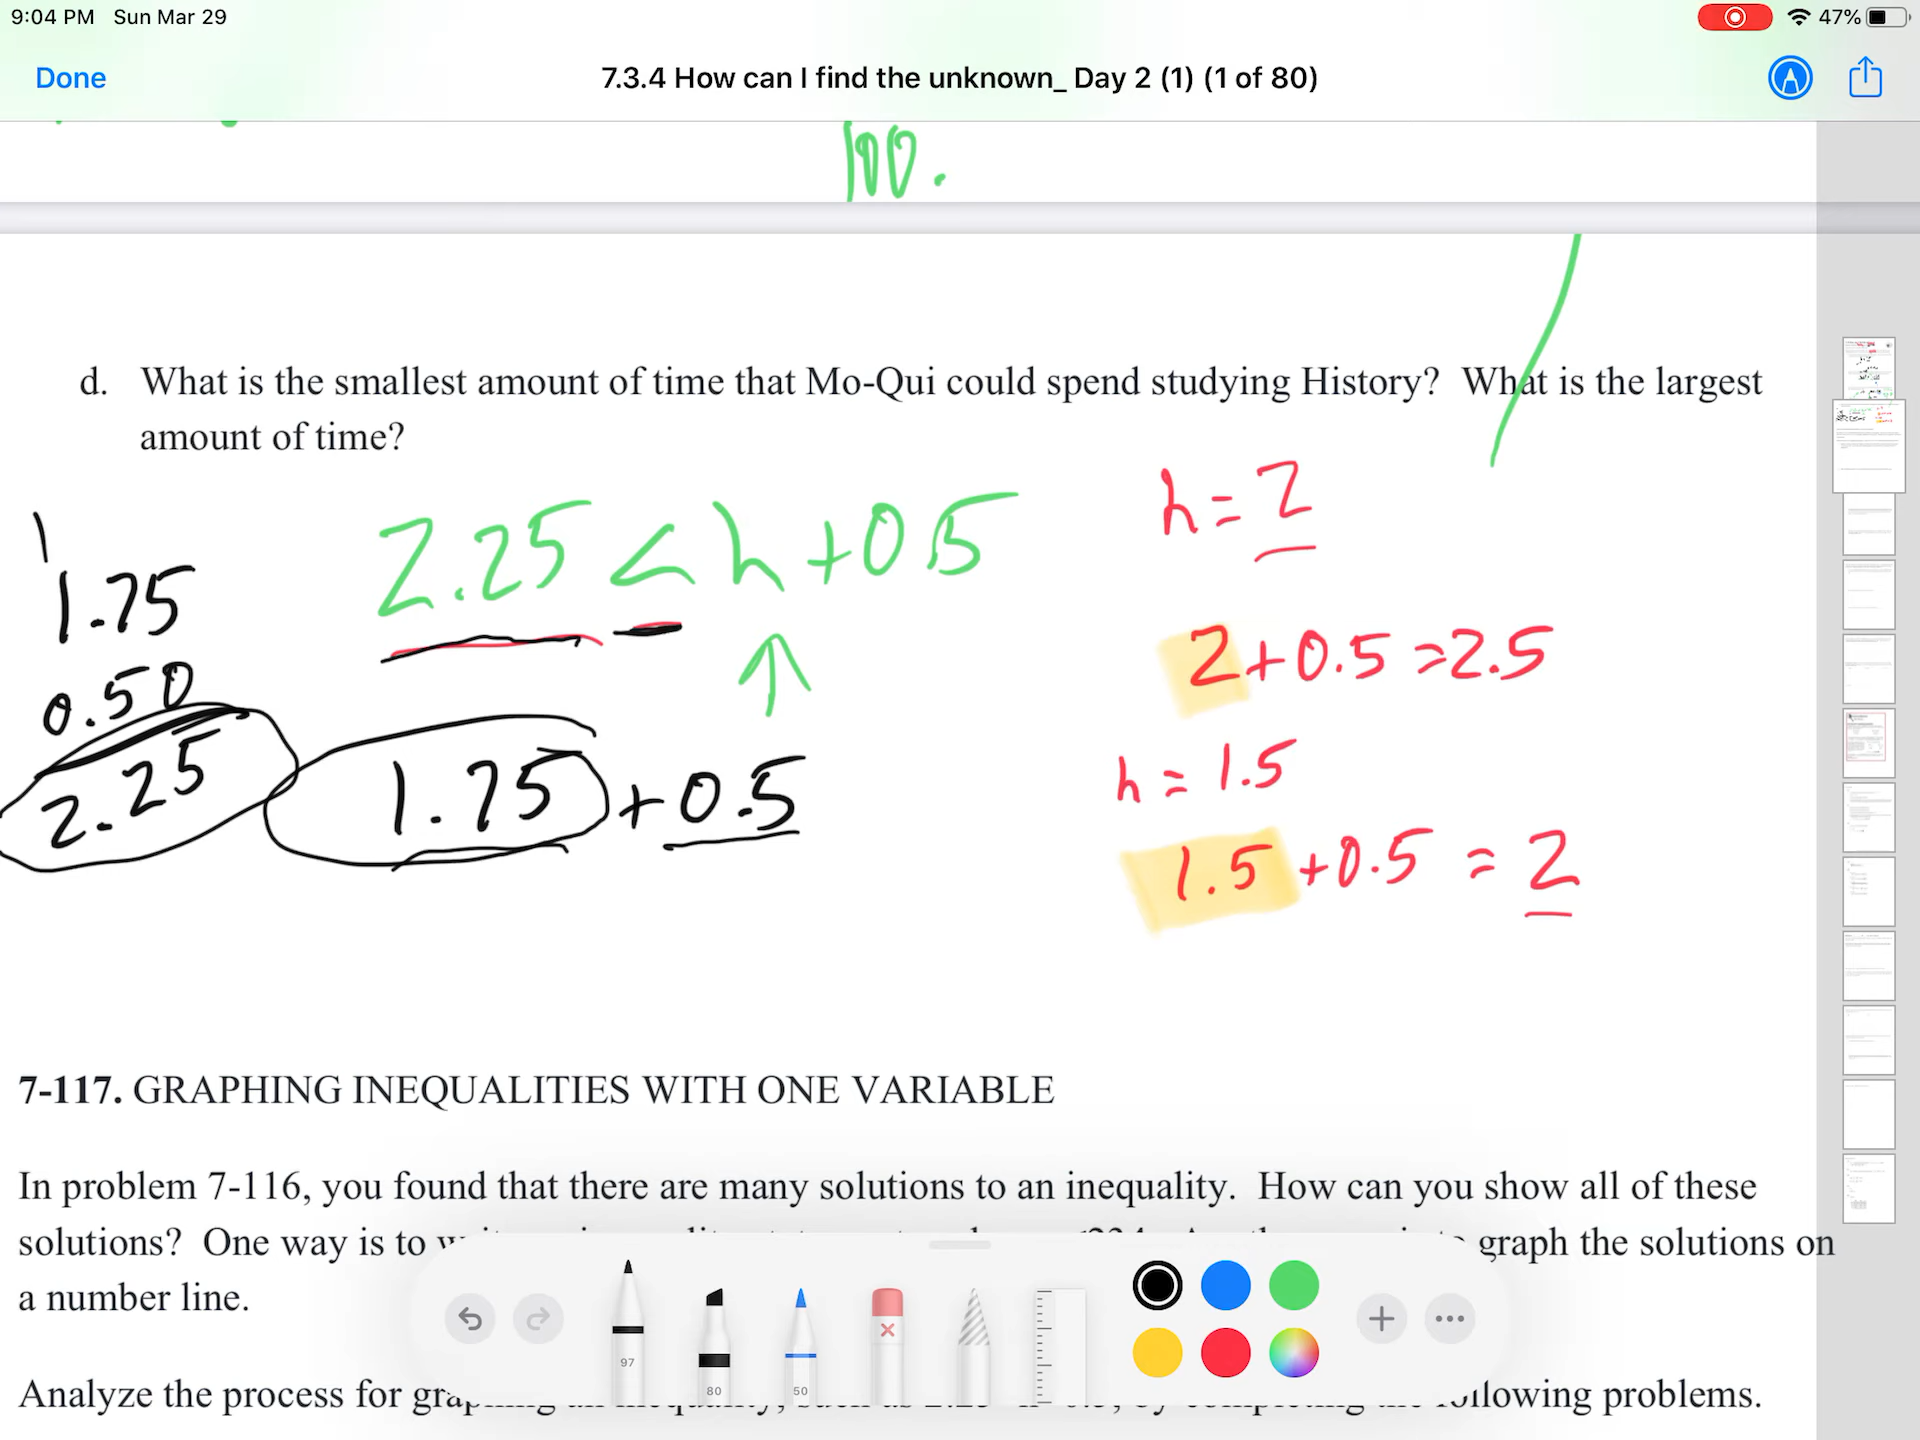 9:04 PM Sun Mar 29
47%
Done
7.3.4 How can I find the unknown_ Day 2 (1) (1 of 80)
100.
d. What is the smallest amount of time that Mo-Qui could spend studying History? What is the largest
amount of time?
h = 2
2.25 < h + 0.5
1
1.75
0.50
2.25
2 + 0.5 = 2.5
h = 1.5
1.75 + 0.5
1.5 + 0.5 = 2
7-117. GRAPHING INEQUALITIES WITH ONE VARIABLE
In problem 7-116, you found that there are many solutions to an inequality. How can you show all of these
solutions? One way is to graph the solutions on
a number line.
97
80
50
Analyze the process for following problems.